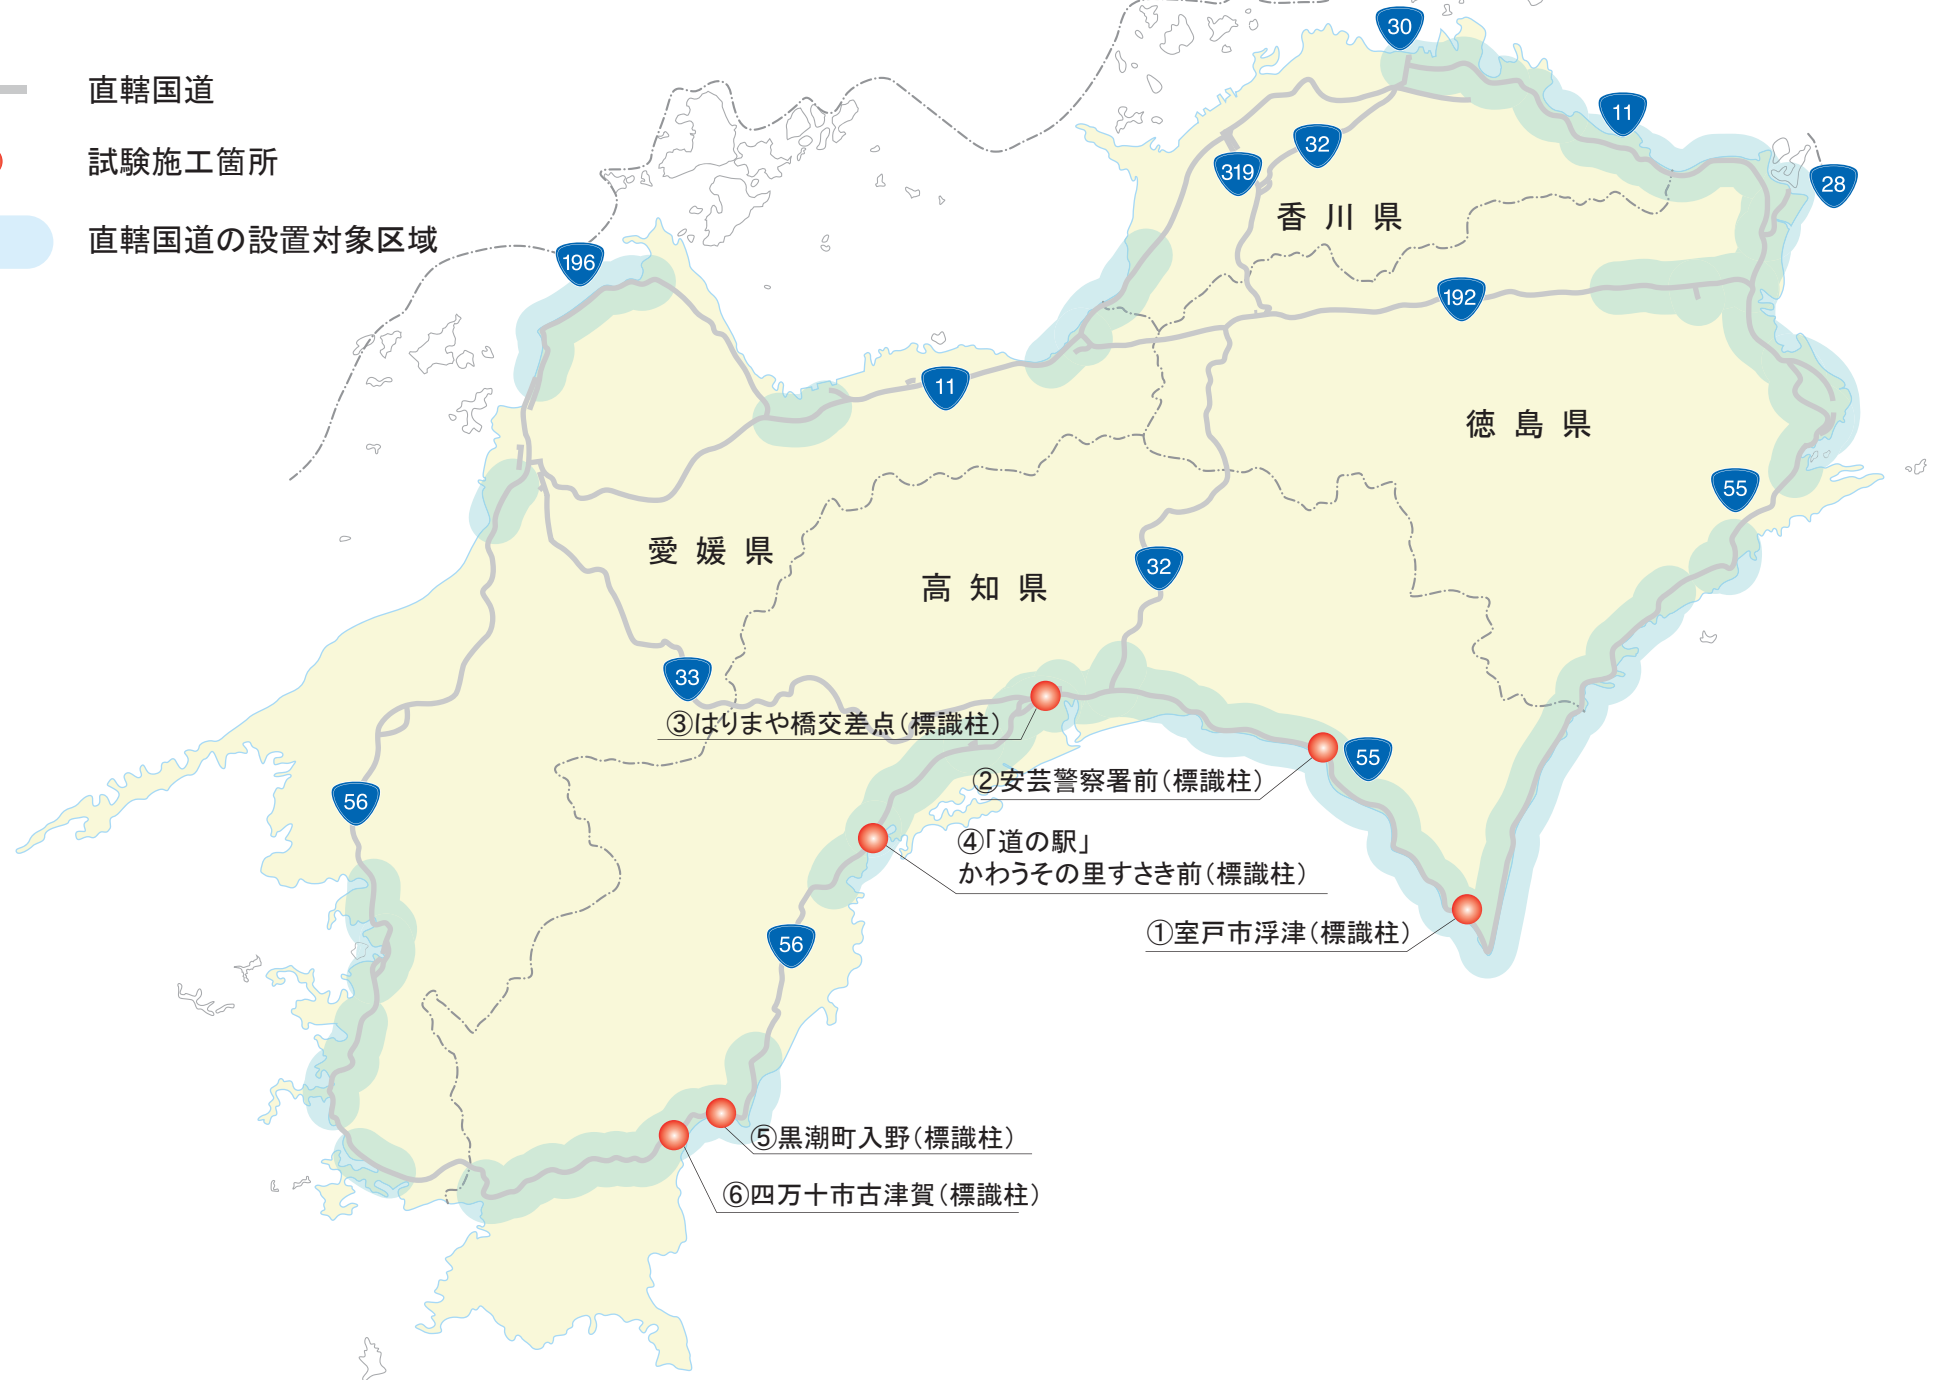 直轄国道
試験施工箇所
直轄国道の設置対象区域
30
11
32
319
28
香川県
196
192
11
徳島県
55
愛媛県
32
高知県
33
③はりまや橋交差点（標識柱）
55
②安芸警察署前（標識柱）
56
④「道の駅」
かわうその里すさき前（標識柱）
①室戸市浮津（標識柱）
56
⑤黒潮町入野（標識柱）
⑥四万十市古津賀（標識柱）